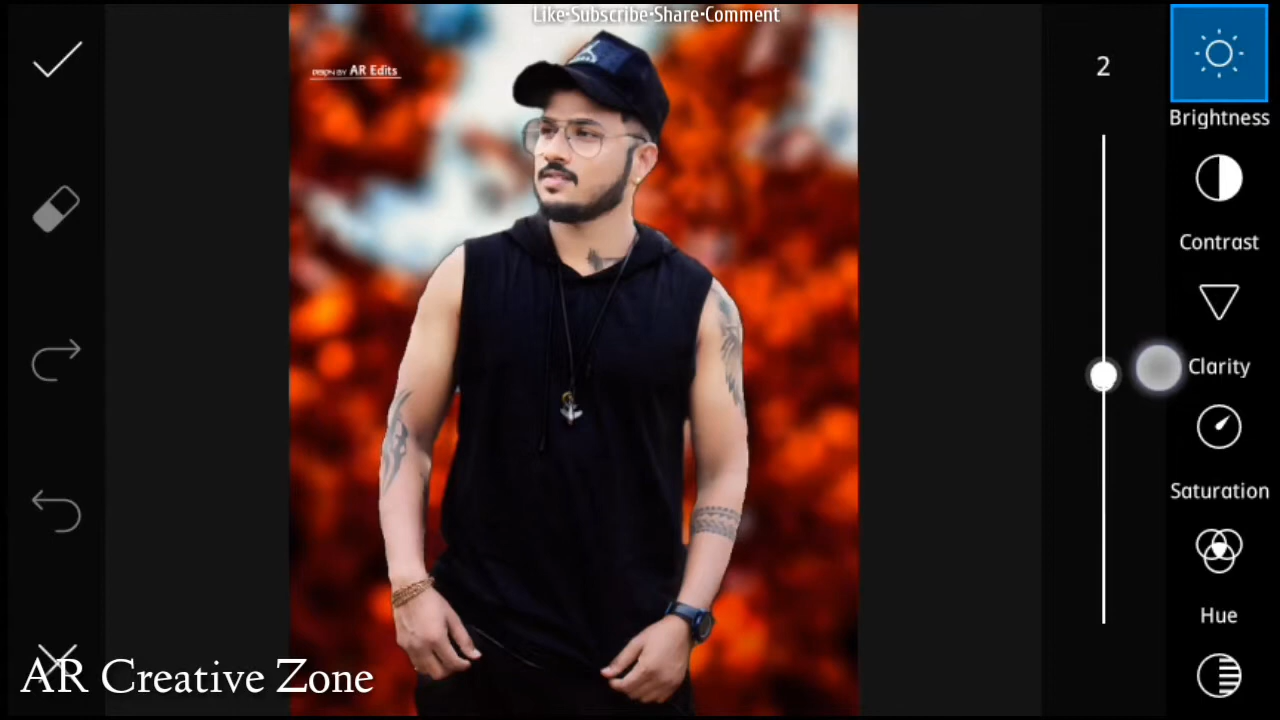 Like•Subscribe•Share•Comment
AR Edits
2
Brightness
Contrast
Clarity
Saturation
Hue
AR Creative Zone